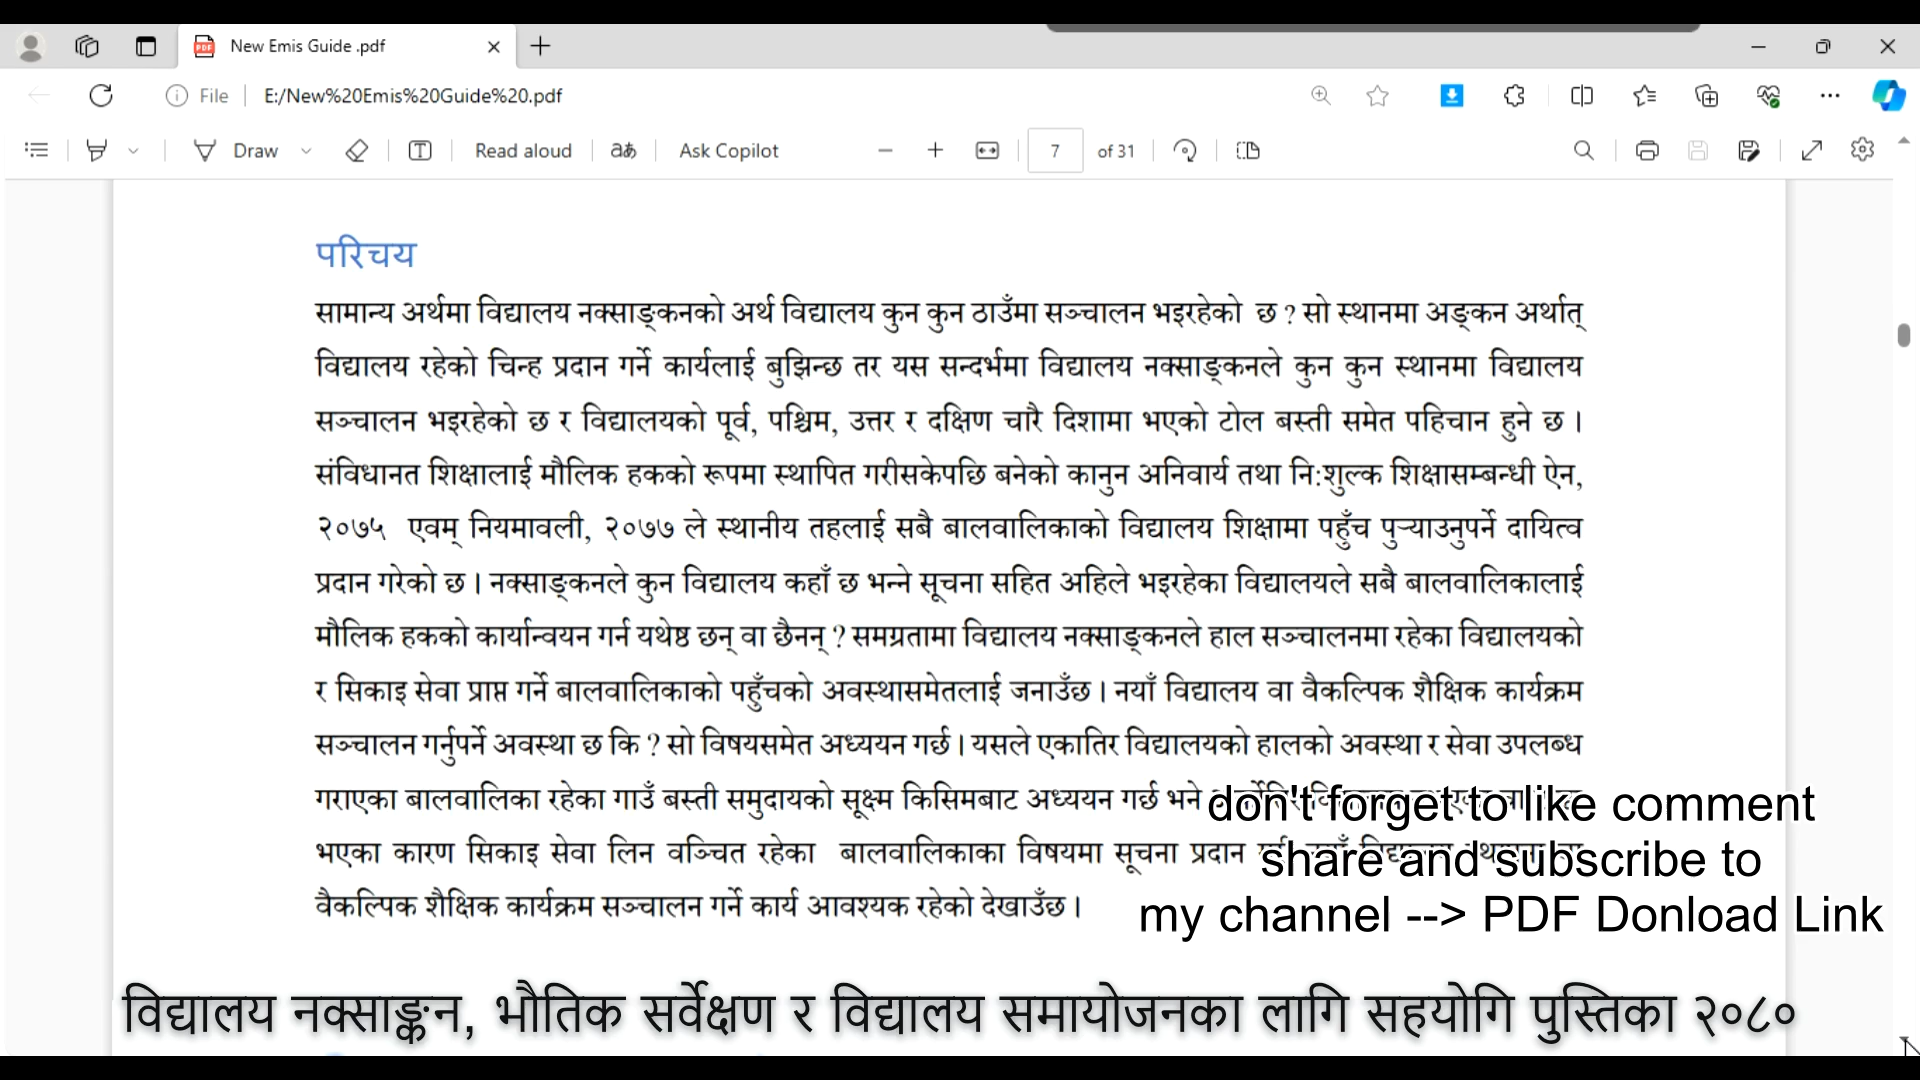 New Emis Guide .pdf
File
E:/New%20Emis%20Guide%20.pdf
Draw
Read aloud
aあ
Ask Copilot
7 of 31
परिचय
सामान्य अर्थमा विद्यालय नक्साङ्कनको अर्थ विद्यालय कुन कुन ठाउँमा सञ्चालन भइरहेको छ ? सो स्थानमा अङ्कन अर्थात्
विद्यालय रहेको चिन्ह प्रदान गर्ने कार्यलाई बुझिन्छ तर यस सन्दर्भमा विद्यालय नक्साङ्कनले कुन कुन स्थानमा विद्यालय
सञ्चालन भइरहेको छ र विद्यालयको पूर्व, पश्चिम, उत्तर र दक्षिण चारै दिशामा भएको टोल बस्ती समेत पहिचान हुने छ ।
संविधानत शिक्षालाई मौलिक हकको रूपमा स्थापित गरीसकेपछि बनेको कानुन अनिवार्य तथा नि:शुल्क शिक्षासम्बन्धी ऐन,
२०७५ एवम् नियमावली, २०७७ ले स्थानीय तहलाई सबै बालवालिकाको विद्यालय शिक्षामा पहुँच पुऱ्याउनुपर्ने दायित्व
प्रदान गरेको छ । नक्साङ्कनले कुन विद्यालय कहाँ छ भन्ने सूचना सहित अहिले भइरहेका विद्यालयले सबै बालवालिकालाई
मौलिक हकको कार्यान्वयन गर्न यथेष्ठ छन् वा छैनन् ? समग्रतामा विद्यालय नक्साङ्कनले हाल सञ्चालनमा रहेका विद्यालयको
र सिकाइ सेवा प्राप्त गर्ने बालवालिकाको पहुँचको अवस्थासमेतलाई जनाउँछ । नयाँ विद्यालय वा वैकल्पिक शैक्षिक कार्यक्रम
सञ्चालन गर्नुपर्ने अवस्था छ कि ? सो विषयसमेत अध्ययन गर्छ । यसले एकातिर विद्यालयको हालको अवस्था र सेवा उपलब्ध
गराएका बालवालिका रहेका गाउँ बस्ती समुदायको सूक्ष्म किसिमबाट अध्ययन गर्छ भने
भएका कारण सिकाइ सेवा लिन वञ्चित रहेका बालवालिकाका विषयमा सूचना प्रदान
वैकल्पिक शैक्षिक कार्यक्रम सञ्चालन गर्ने कार्य आवश्यक रहेको देखाउँछ ।
don't forget to like comment
share and subscribe to
my channel --> PDF Donload Link
विद्यालय नक्साङ्कन, भौतिक सर्वेक्षण र विद्यालय समायोजनका लागि सहयोगि पुस्तिका २०८०